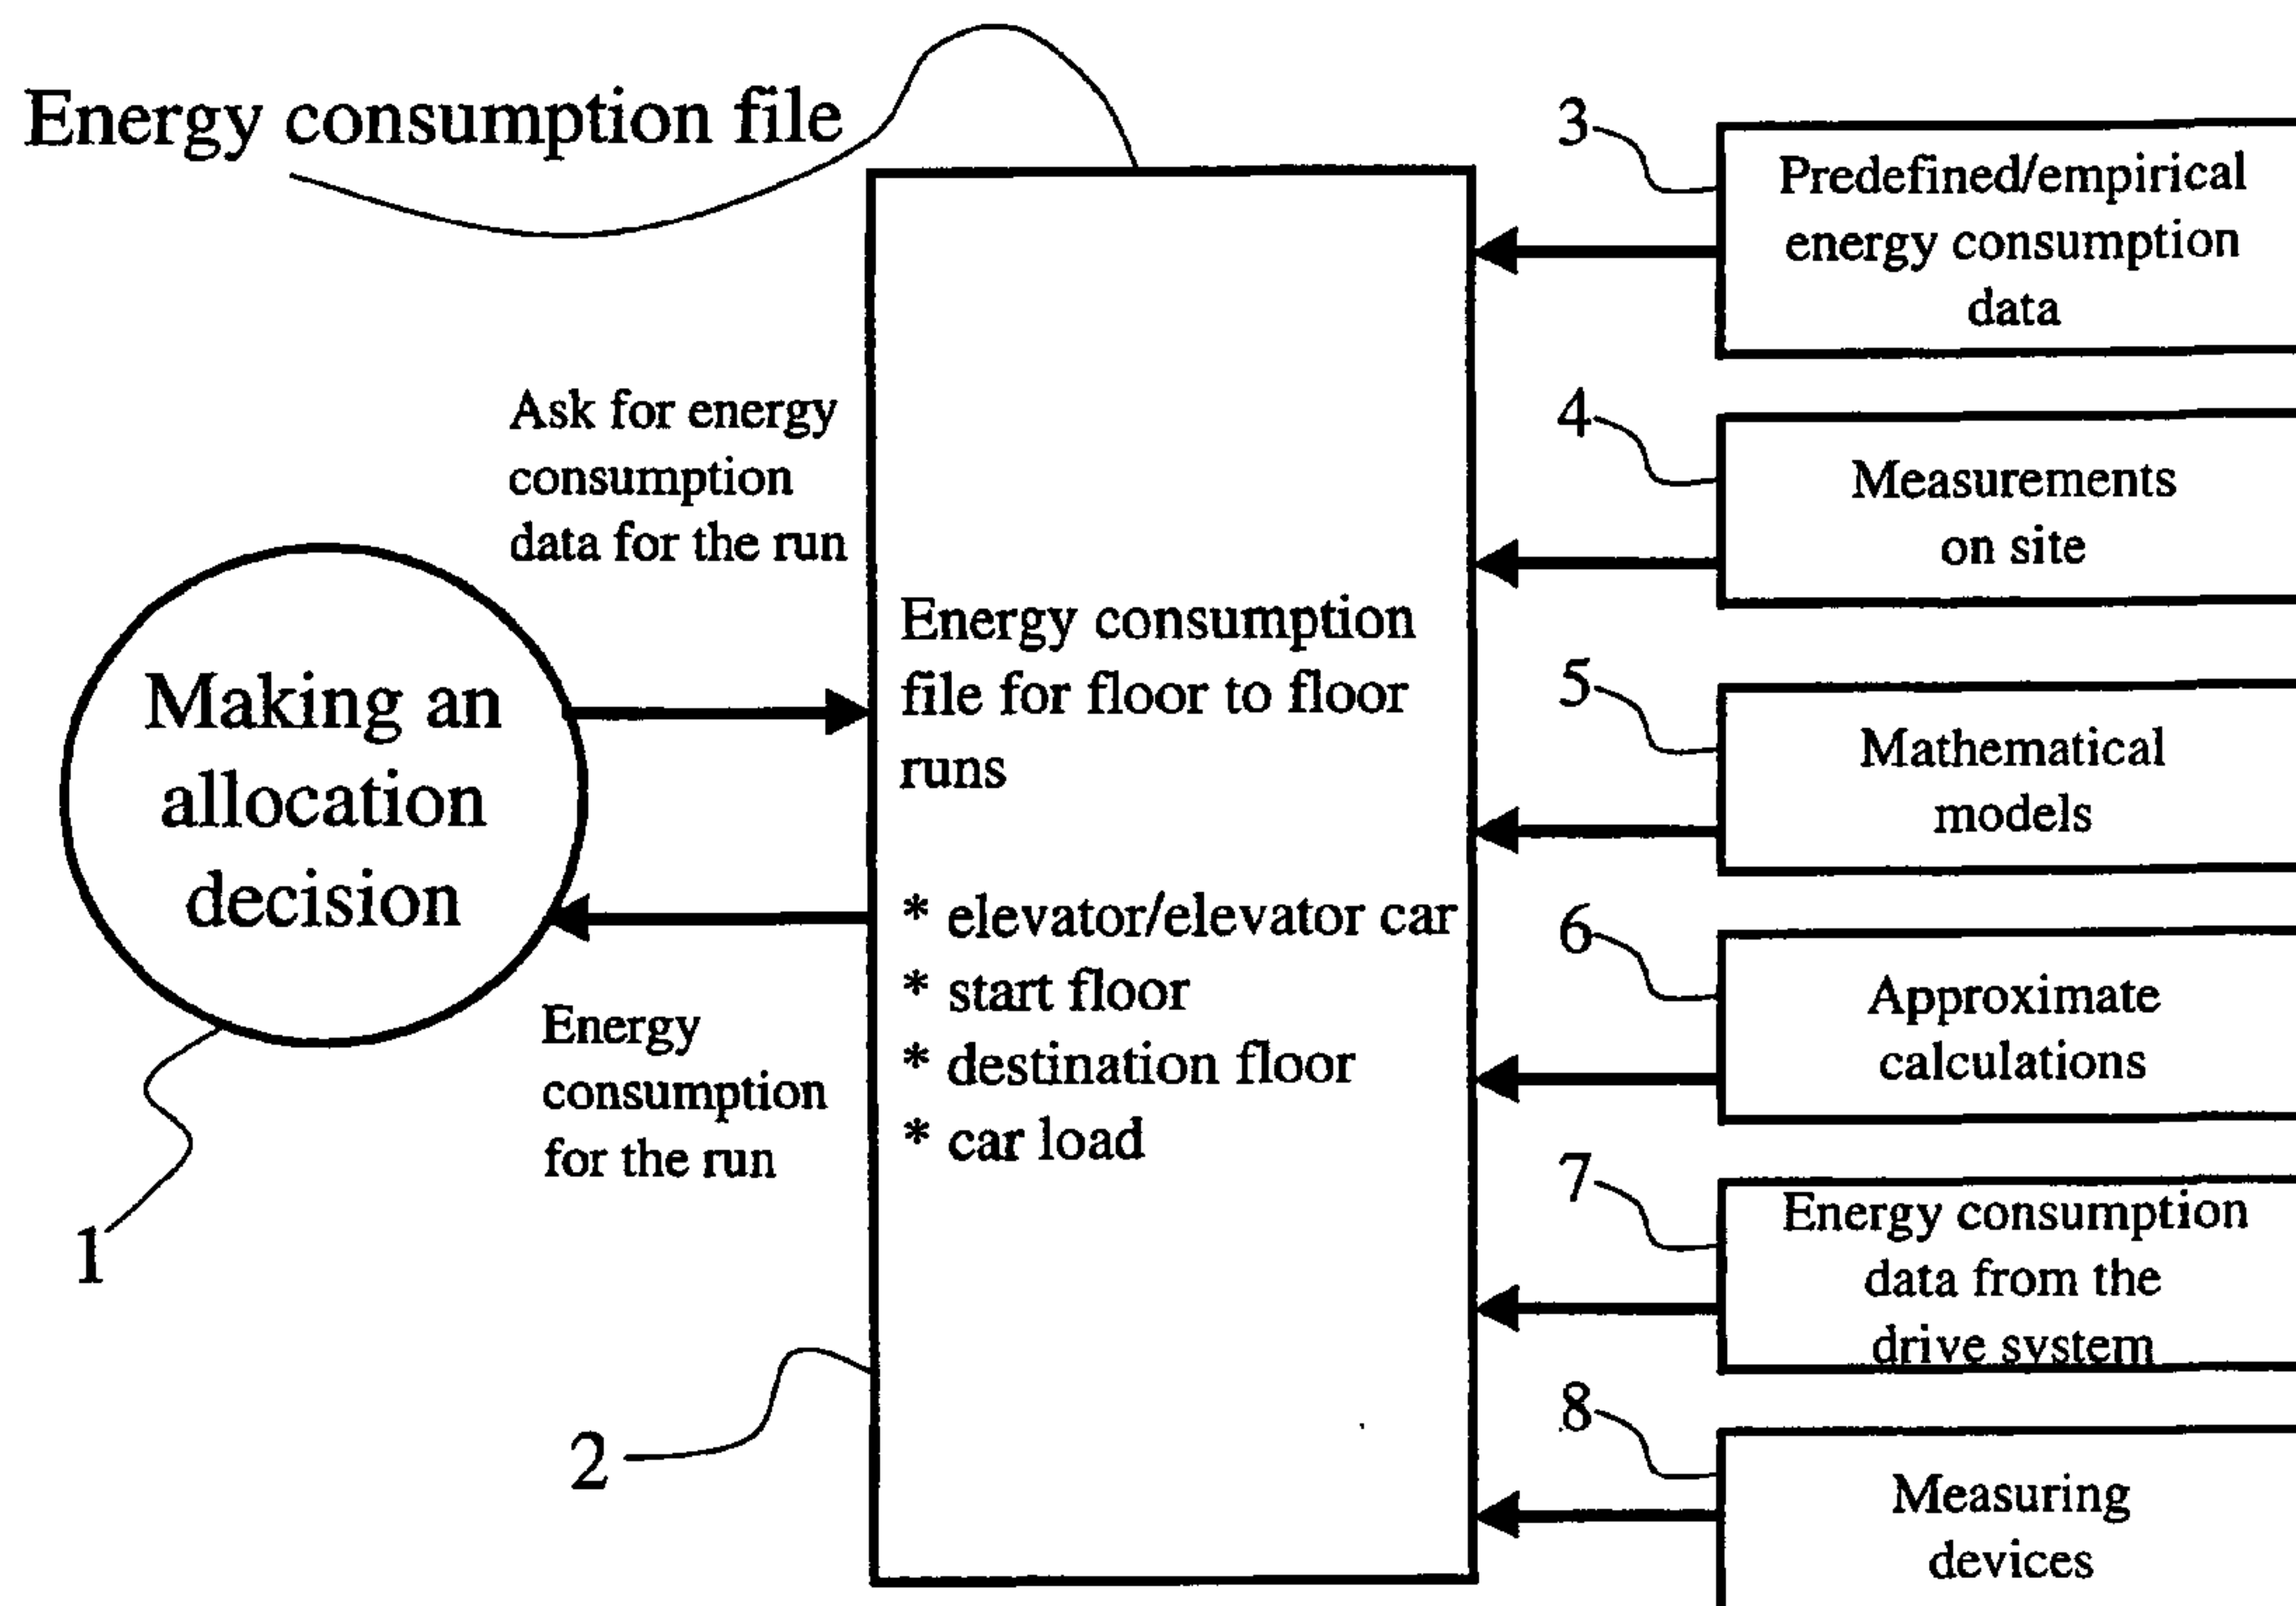 Energy consumption file
Ask for energy
consumption
data for the run
Making an
allocation
decision
Energy
consumption
for the run
1
2
Energy consumption
file for floor to floor
runs
* elevator/elevator car
* start floor
* destination floor
* car load
3
Predefined/empirical
energy consumption
data
4
Measurements
on site
5
Mathematical
models
6
Approximate
calculations
7
Energy consumption
data from the
drive system
8
Measuring
devices